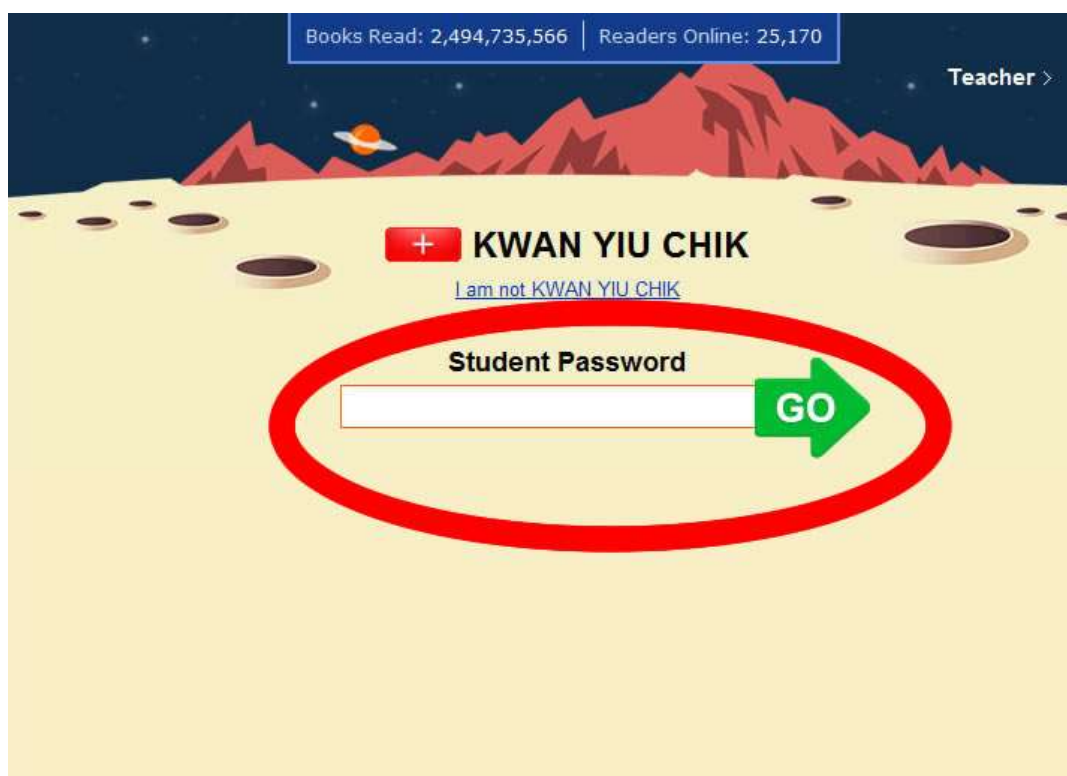 Books Read: 2,494,735,566 | Readers Online: 25,170
Teacher >
+ KWAN YIU CHIK
I am not KWAN YIU CHIK
Student Password
GO